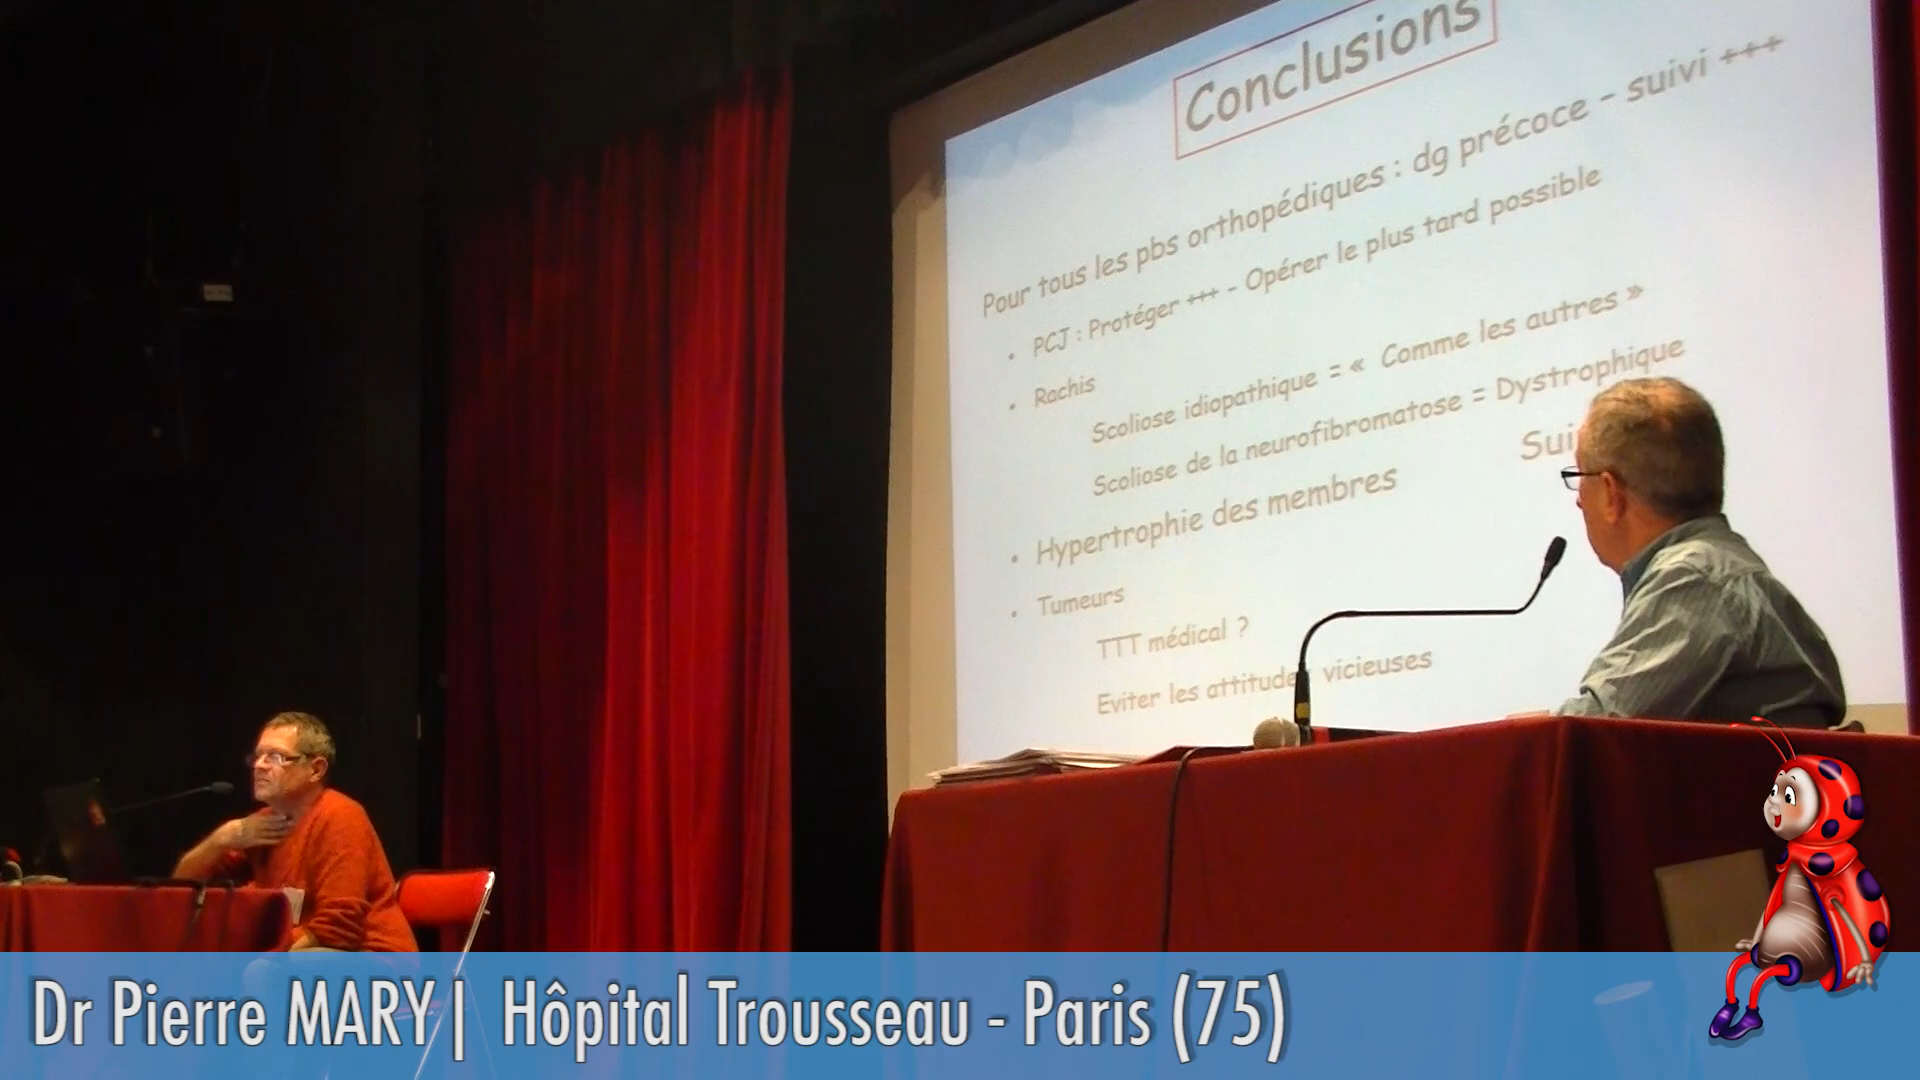 Conclusions
Pour tous les pbs orthopédiques : dg précoce - suivi +++
• PCJ : Protéger +++ - Opérer le plus tard possible
• Rachis
Scoliose idiopathique = « Comme les autres »
Scoliose de la neurofibromatose = Dystrophique
• Hypertrophie des membres
• Tumeurs
TTT médical ?
Eviter les attitudes vicieuses
Dr Pierre MARY | Hôpital Trousseau - Paris (75)